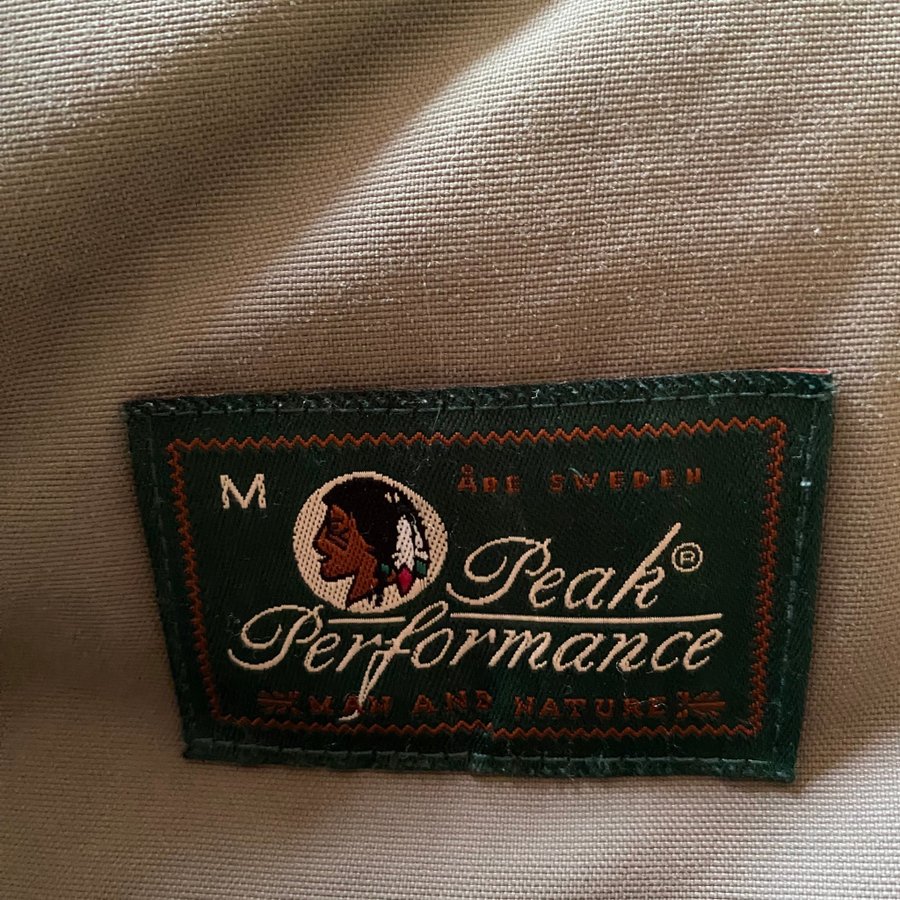 M
ÅRE SWEDEN
Peak®
Performance
MAN AND NATURE